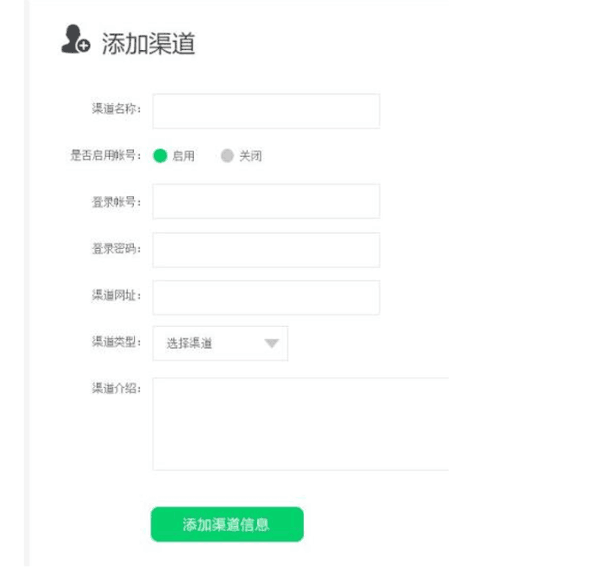 添加渠道
渠道名称：
是否启用帐号： 启用 关闭
登录帐号：
登录密码：
渠道网址：
渠道类型： 选择渠道
渠道介绍：
添加渠道信息